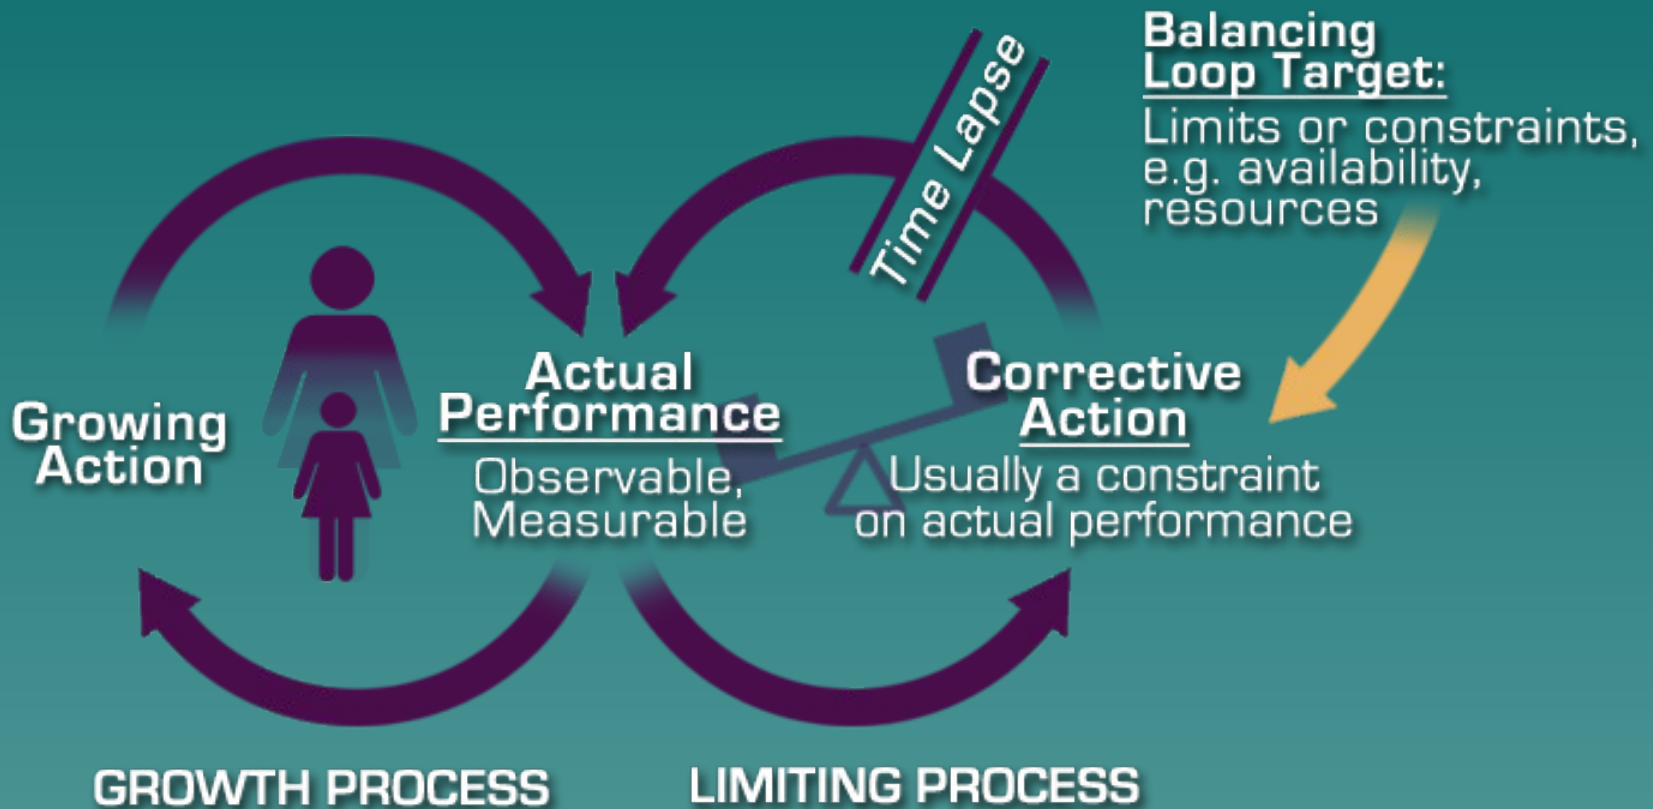 Time Lapse
Balancing
Loop Target:
Limits or constraints,
e.g. availability,
resources
Growing
Action
Actual
Performance
Observable,
Measurable
Corrective
Action
Usually a constraint
on actual performance
GROWTH PROCESS
LIMITING PROCESS